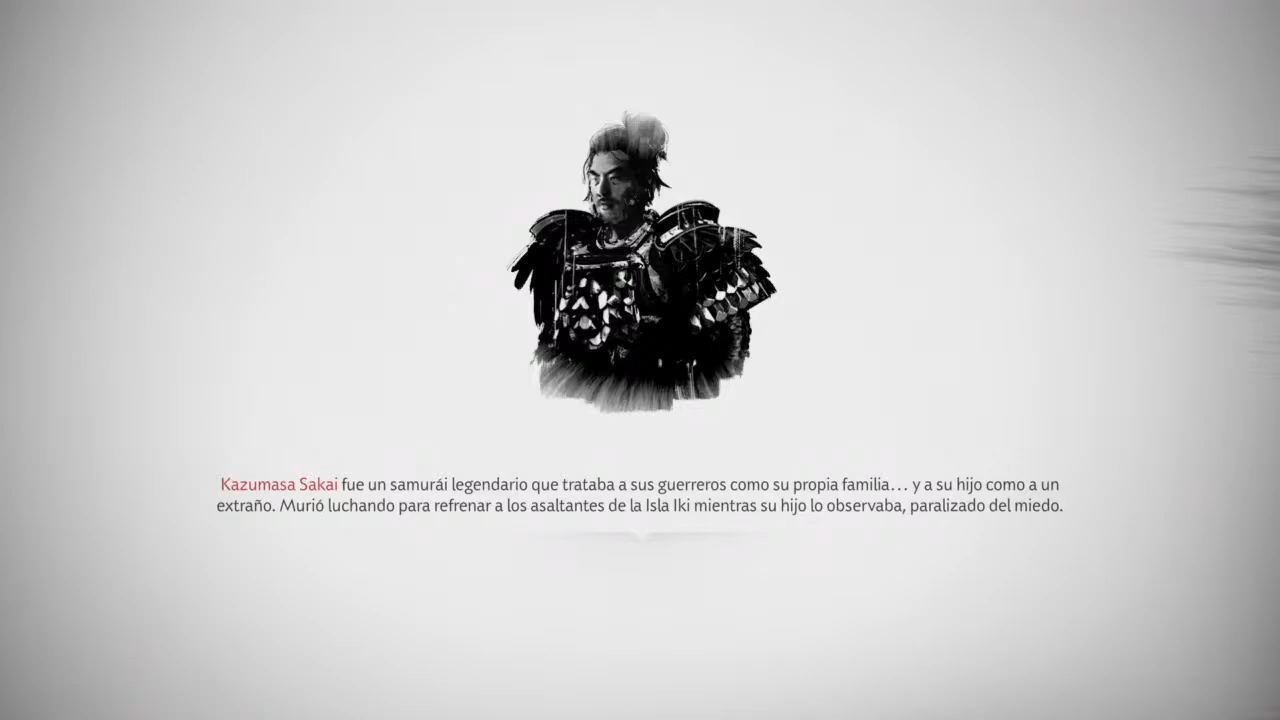 Kazumasa Sakai fue un samurái legendario que trataba a sus guerreros como su propia familia… y a su hijo como a un
extraño. Murió luchando para refrenar a los asaltantes de la Isla Iki mientras su hijo lo observaba, paralizado del miedo.